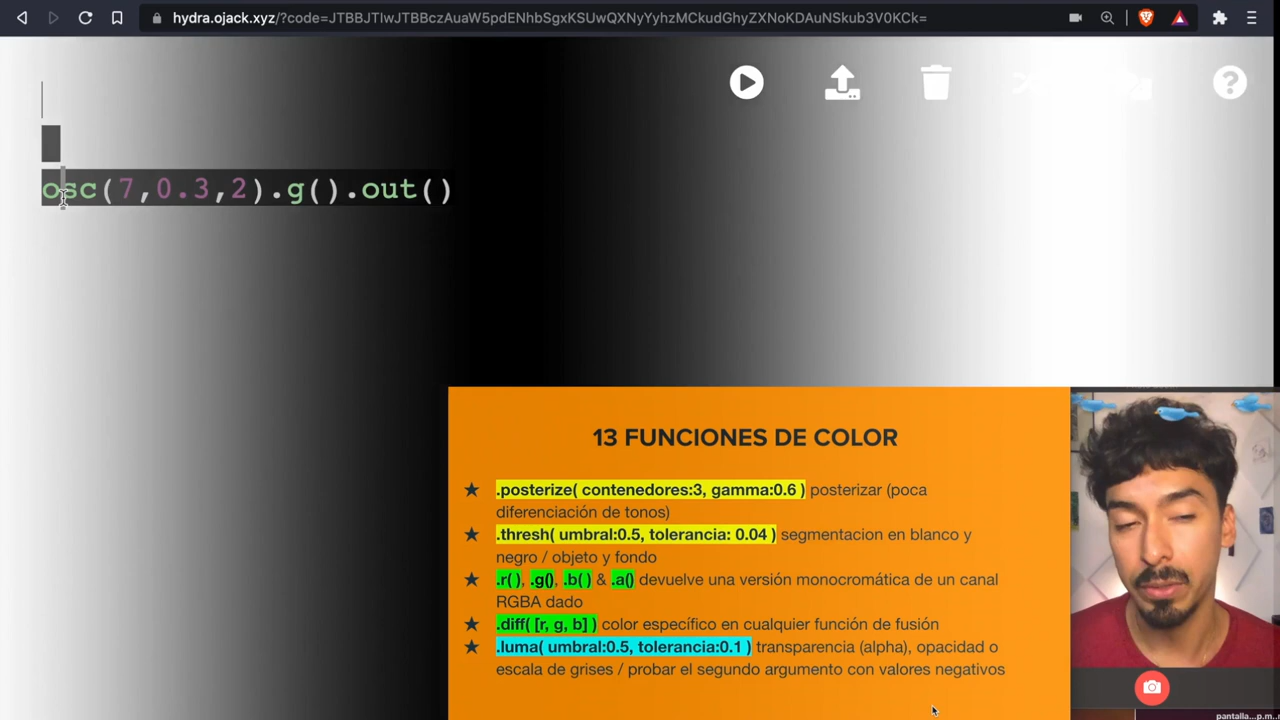 hydra.ojack.xyz/?code=JTBBJTIwJTBBczAuaW5pdENhbSgxKSUwQXNyYyhzMCkudGhyZXNoKDAuNSkub3V0KCk=
osc(7,0.3,2).g().out()
13 FUNCIONES DE COLOR
★ .posterize( contenedores:3, gamma:0.6 ) posterizar (poca
diferenciación de tonos)
★ .thresh( umbral:0.5, tolerancia: 0.04 ) segmentacion en blanco y
negro / objeto y fondo
★ .r( ), .g(), .b( ) & .a() devuelve una versión monocromática de un canal
RGBA dado
★ .diff( [r, g, b] ) color específico en cualquier función de fusión
★ .luma( umbral:0.5, tolerancia:0.1 ) transparencia (alpha), opacidad o
escala de grises / probar el segundo argumento con valores negativos
pantalla...p.m..